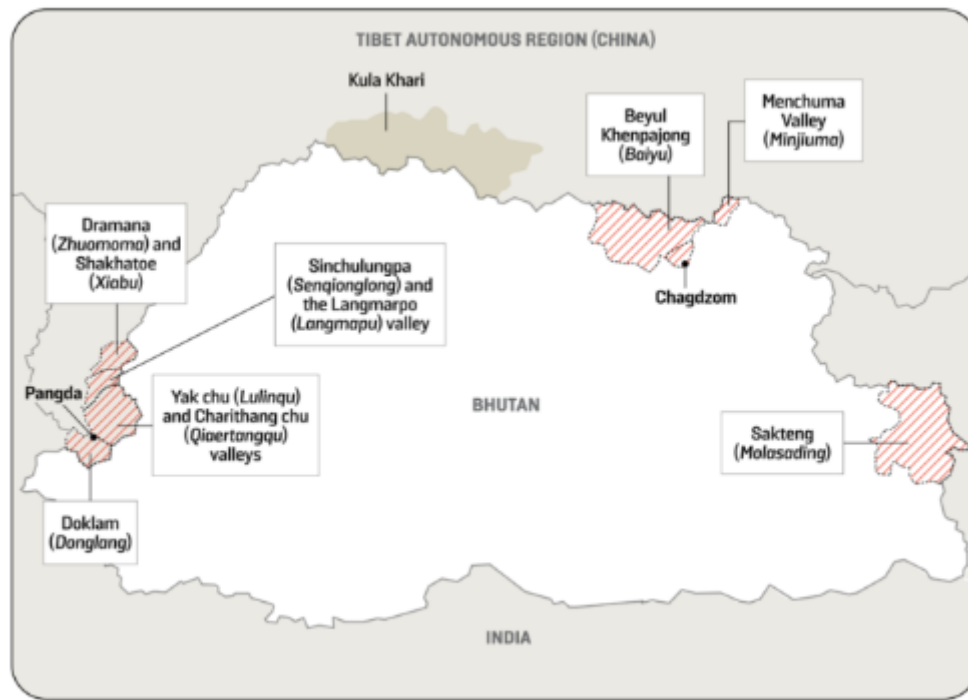 TIBET AUTONOMOUS REGION (CHINA)
Kula Khari
Beyul
Khenpajong
(Baiyu)
Menchuma
Valley
(Minjiuma)
Dramana
(Zhuomoma) and
Shakhatoe
(Xiabu)
Sinchulungpa
(Senqionglong) and
the Langmarpo
(Langmapu) valley
Chagdzom
Pangda
Yak chu (Lulinqu)
and Charithang chu
(Qiaertangqu)
valleys
BHUTAN
Sakteng
(Molasading)
Doklam
(Donglang)
INDIA